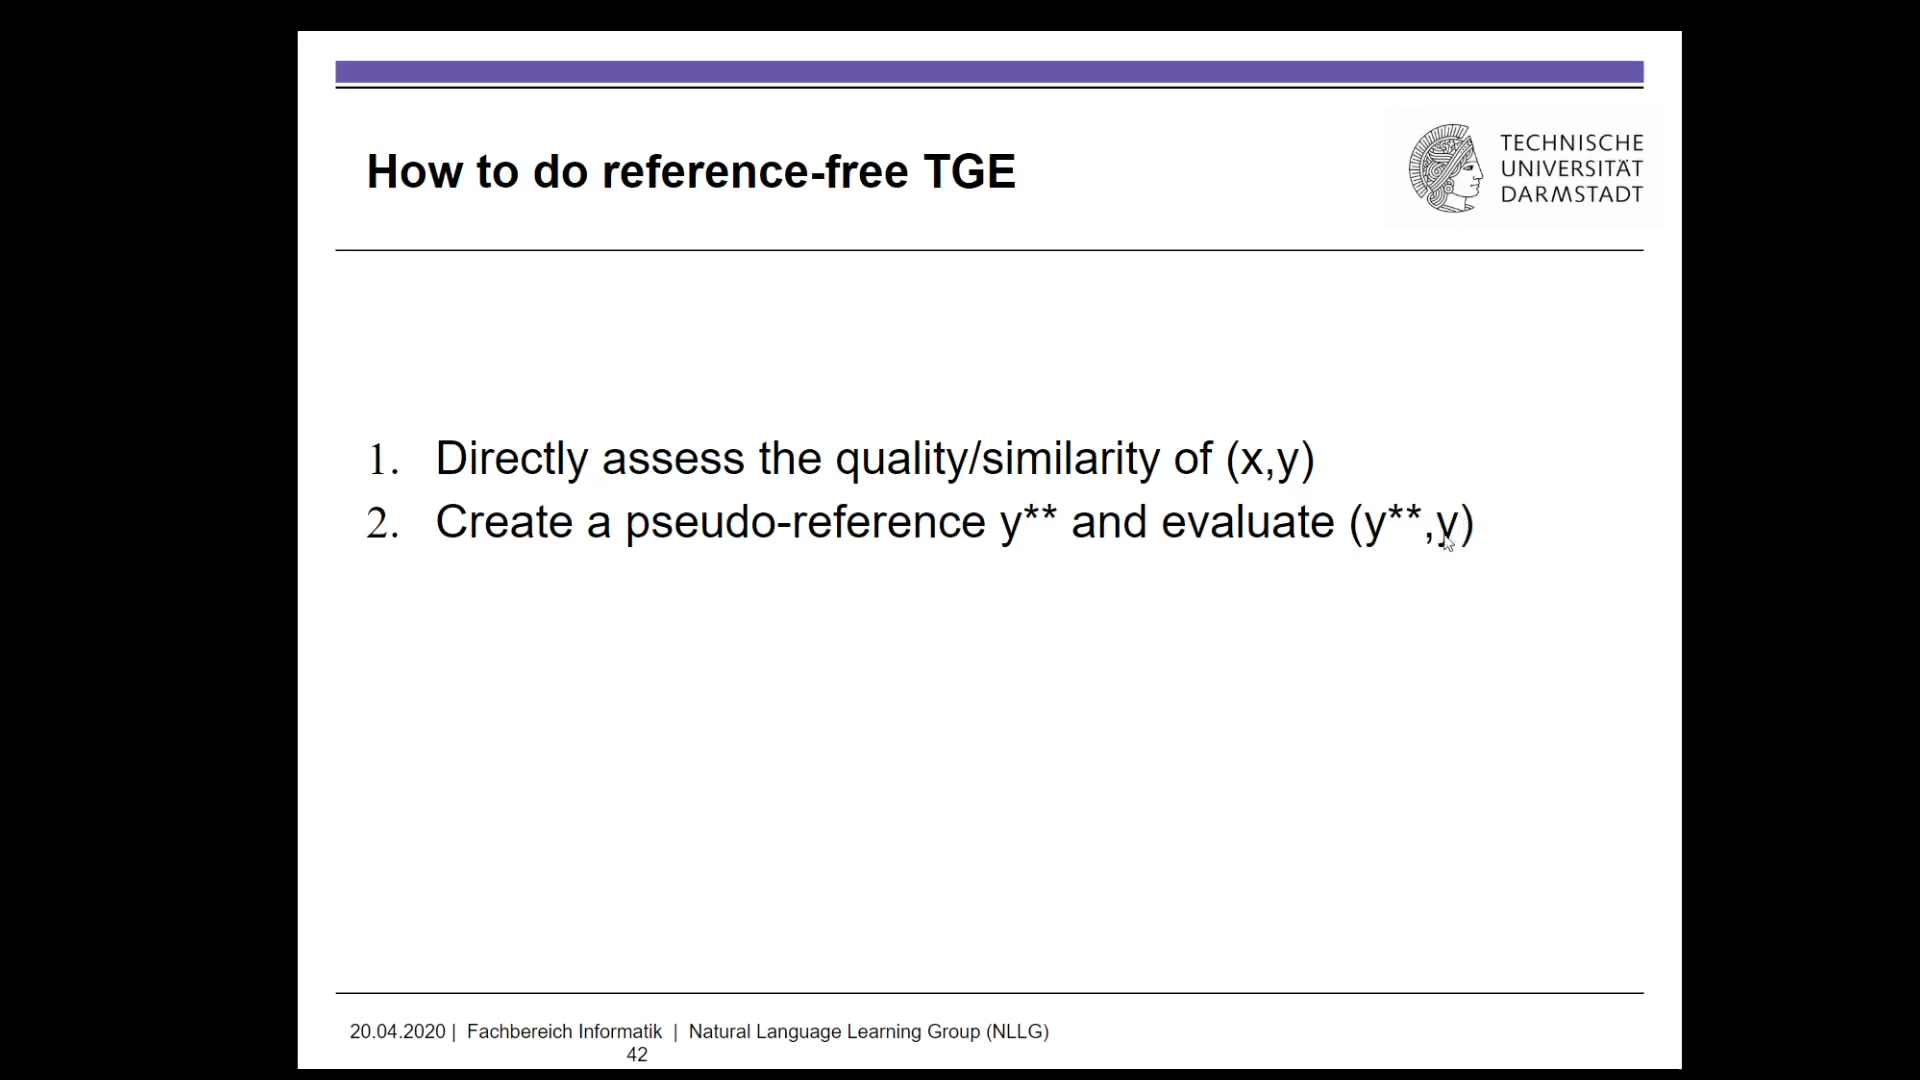 How to do reference-free TGE
TECHNISCHE
UNIVERSITÄT
DARMSTADT
1. Directly assess the quality/similarity of (x,y)
2. Create a pseudo-reference y** and evaluate (y**,y)
20.04.2020 | Fachbereich Informatik | Natural Language Learning Group (NLLG)
42